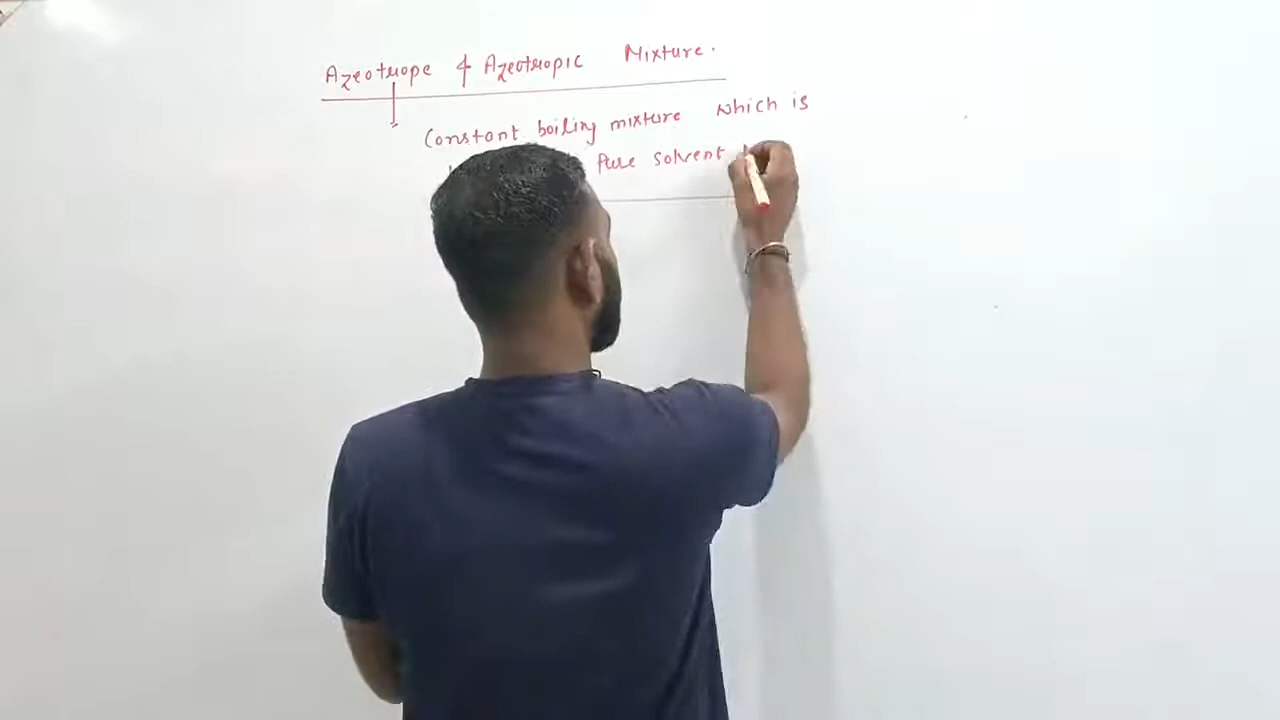 Azeotrope & Azeotropic Mixture.
Constant boiling mixture which is
Pure solvent